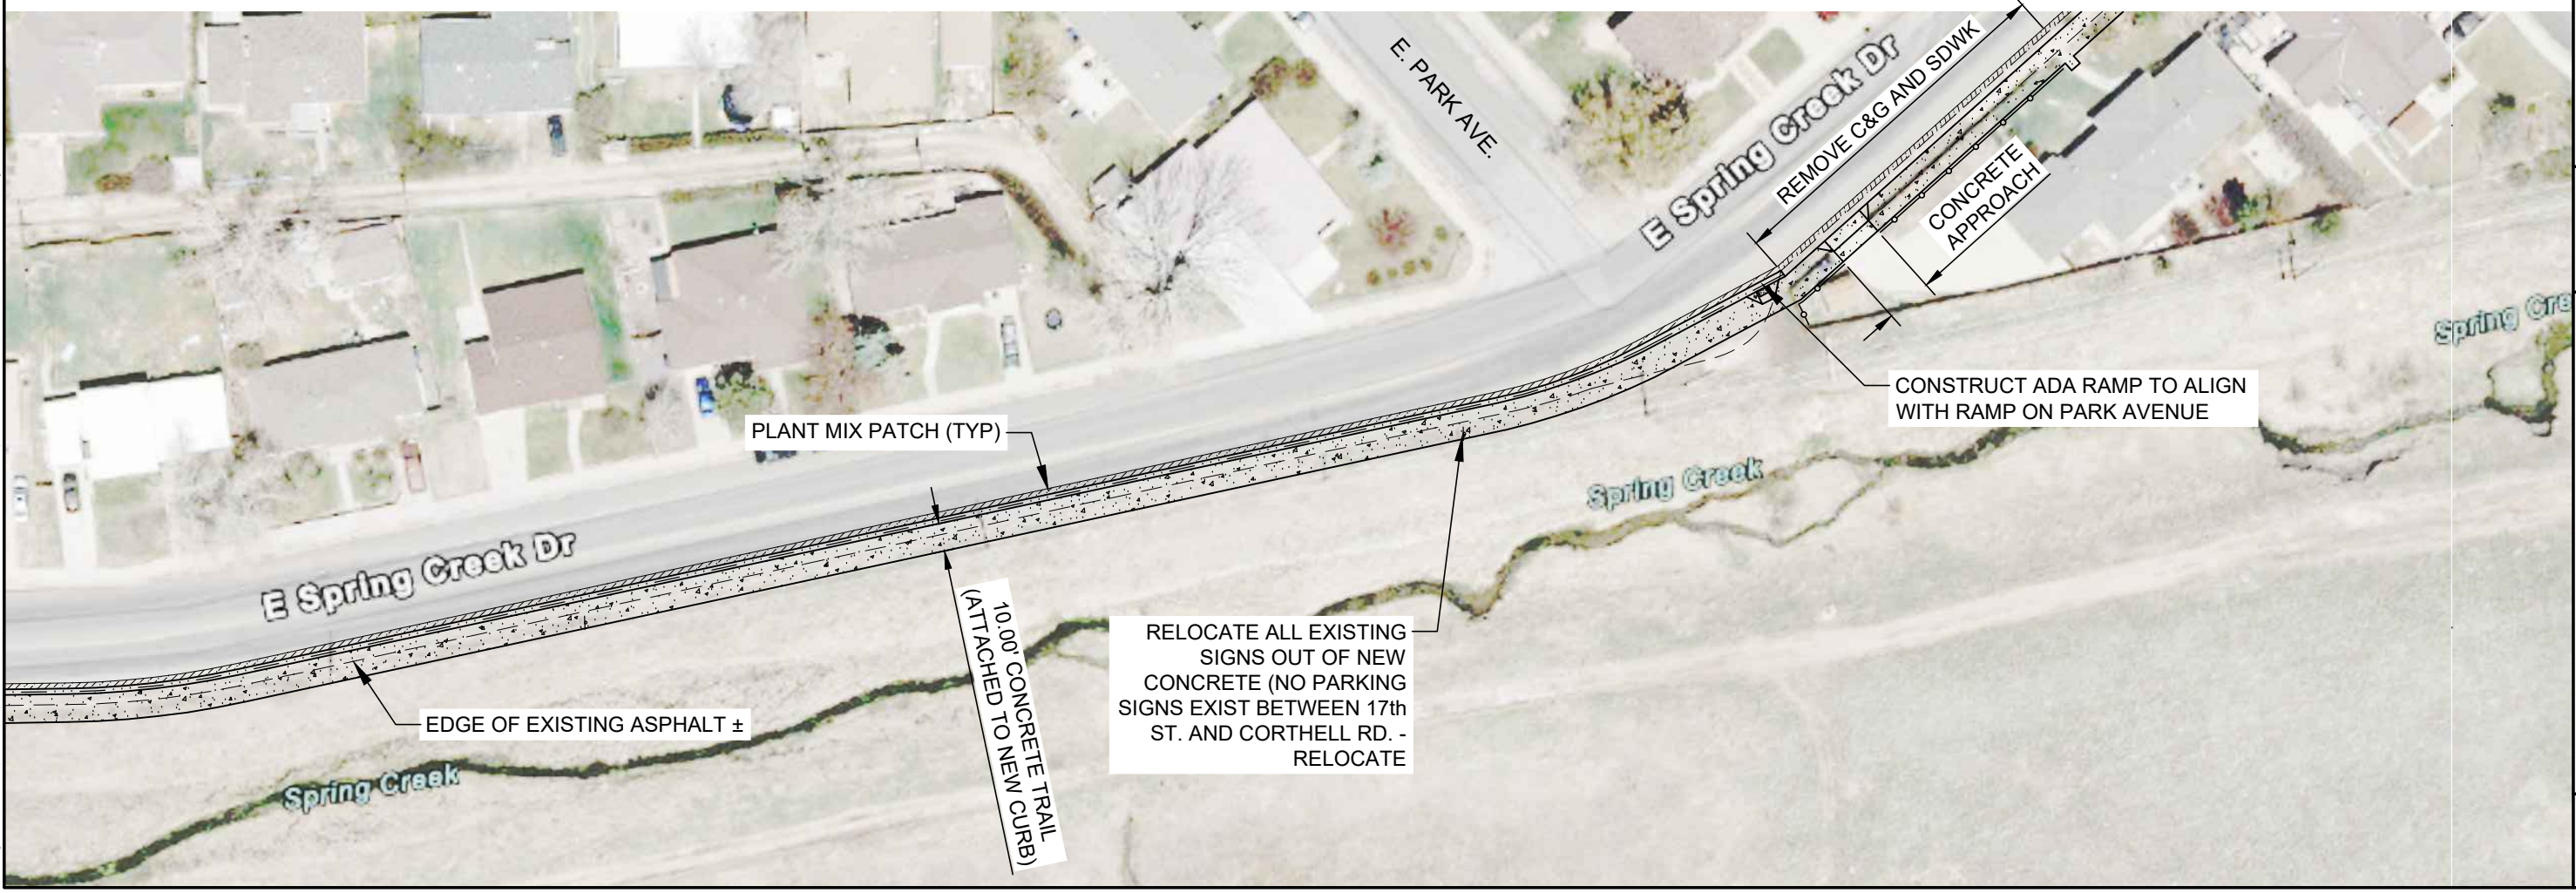 E. PARK AVE.
E Spring Creek Dr
REMOVE C&G AND SDWK
CONCRETE
APPROACH
Spring Cre
CONSTRUCT ADA RAMP TO ALIGN
WITH RAMP ON PARK AVENUE
PLANT MIX PATCH (TYP)
Spring Creek
E Spring Creek Dr
10.00' CONCRETE TRAIL
(ATTACHED TO NEW CURB)
RELOCATE ALL EXISTING
SIGNS OUT OF NEW
CONCRETE (NO PARKING
SIGNS EXIST BETWEEN 17th
ST. AND CORTHELL RD. -
RELOCATE
EDGE OF EXISTING ASPHALT ±
Spring Creek